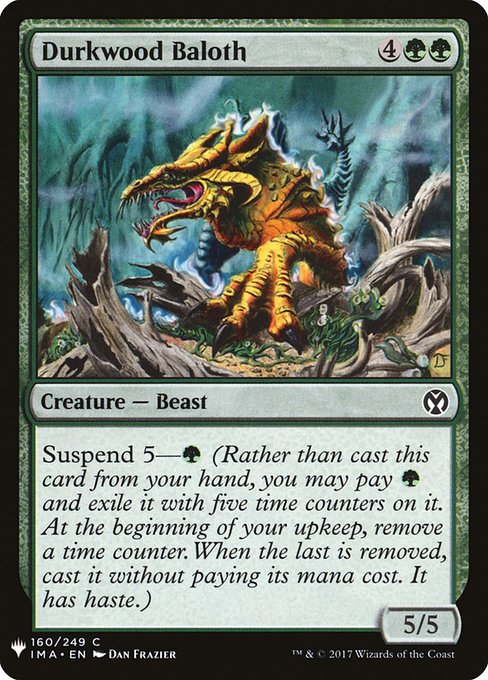 Durkwood Baloth 4
Creature — Beast
Suspend 5— (Rather than cast this
card from your hand, you may pay
and exile it with five time counters on it.
At the beginning of your upkeep, remove
a time counter. When the last is removed,
cast it without paying its mana cost. It
has haste.)
5/5
160/249 C
IMA • EN Dan Frazier
™ & © 2017 Wizards of the Coast